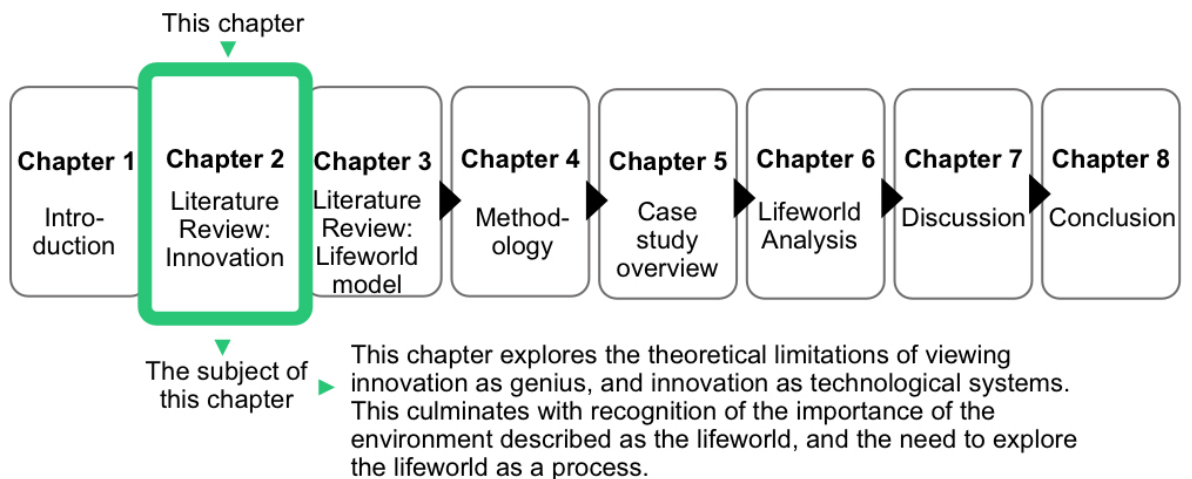 This chapter
Chapter 1
Intro-
duction
Chapter 2
Literature
Review:
Innovation
Chapter 3
Literature
Review:
Lifeworld
model
Chapter 4
Method-
ology
Chapter 5
Case
study
overview
Chapter 6
Lifeworld
Analysis
Chapter 7
Discussion
Chapter 8
Conclusion
The subject of
this chapter
This chapter explores the theoretical limitations of viewing
innovation as genius, and innovation as technological systems.
This culminates with recognition of the importance of the
environment described as the lifeworld, and the need to explore
the lifeworld as a process.